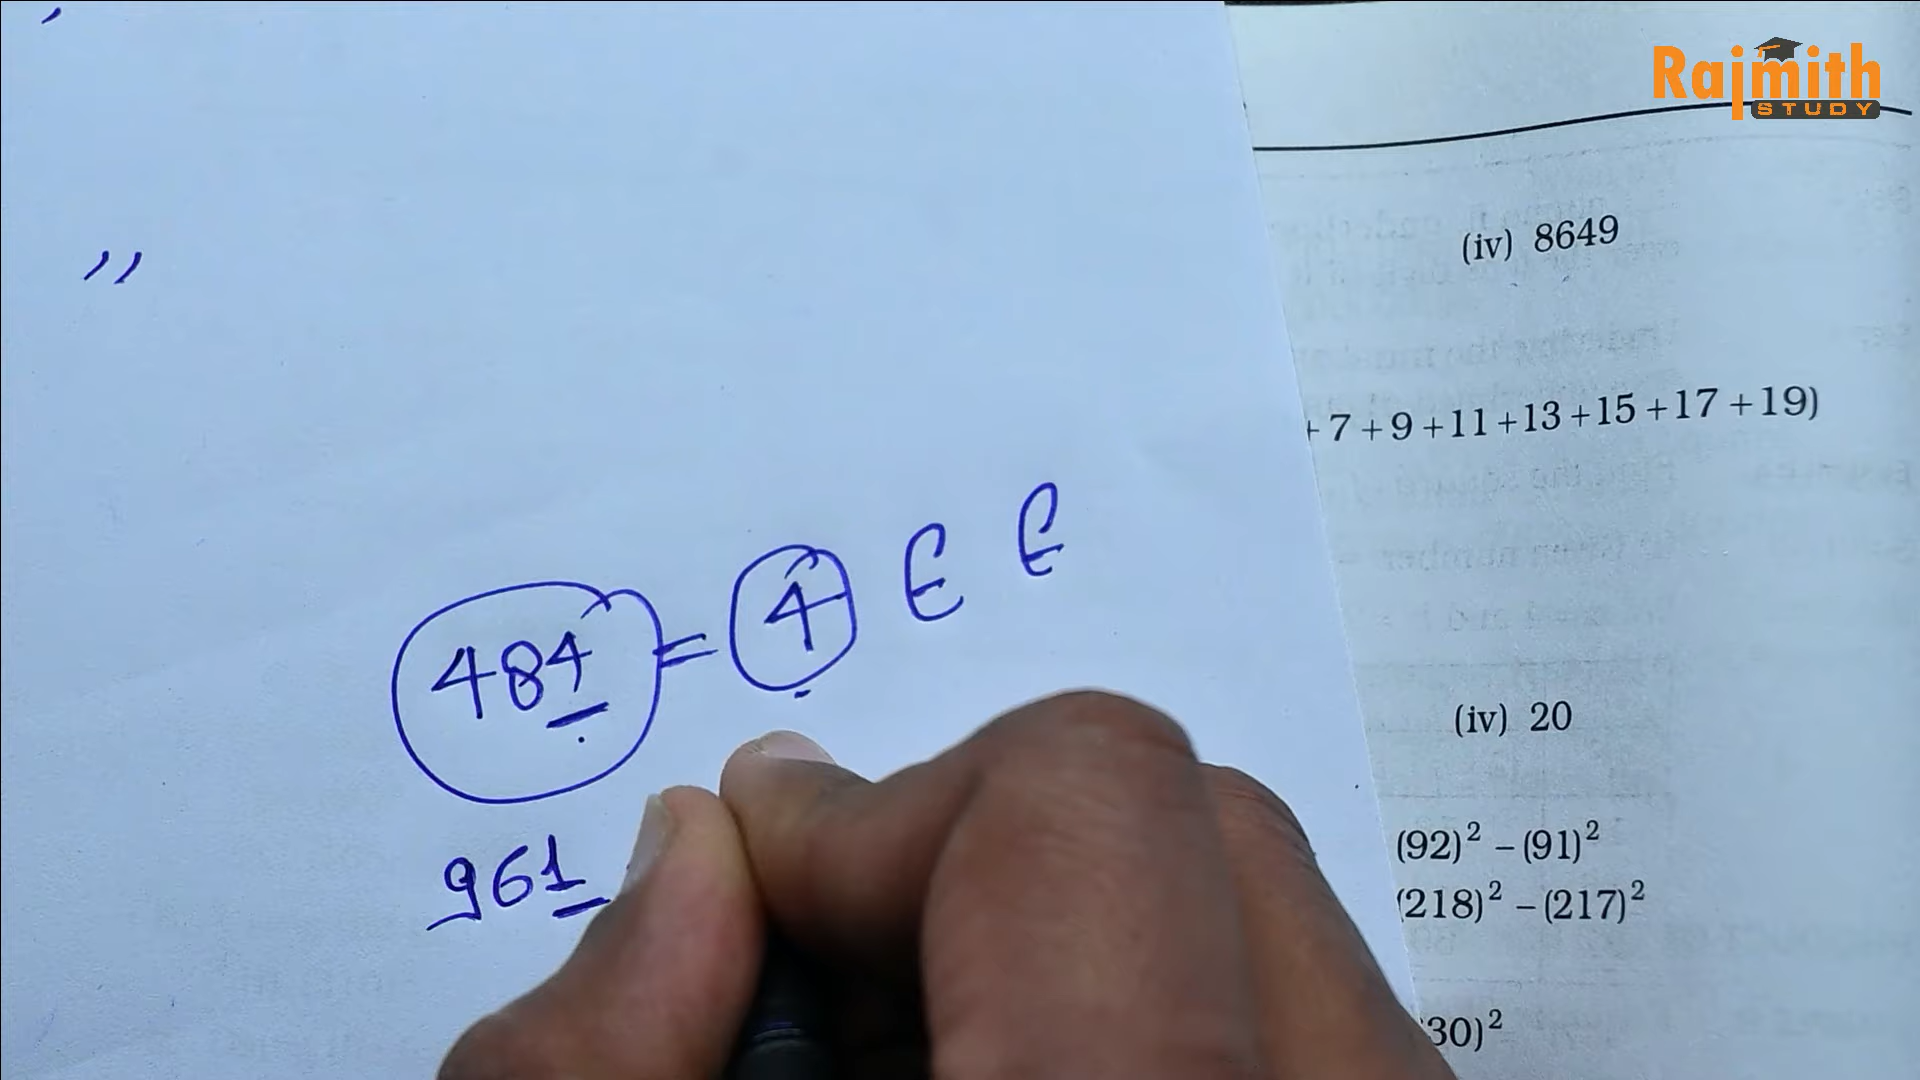 Rajmith
STUDY
(iv) 8649
+ 7 + 9 + 11 + 13 + 15 + 17 + 19)
484 = 4 E E
(iv) 20
961
(92)² – (91)²
(218)² – (217)²
30)²